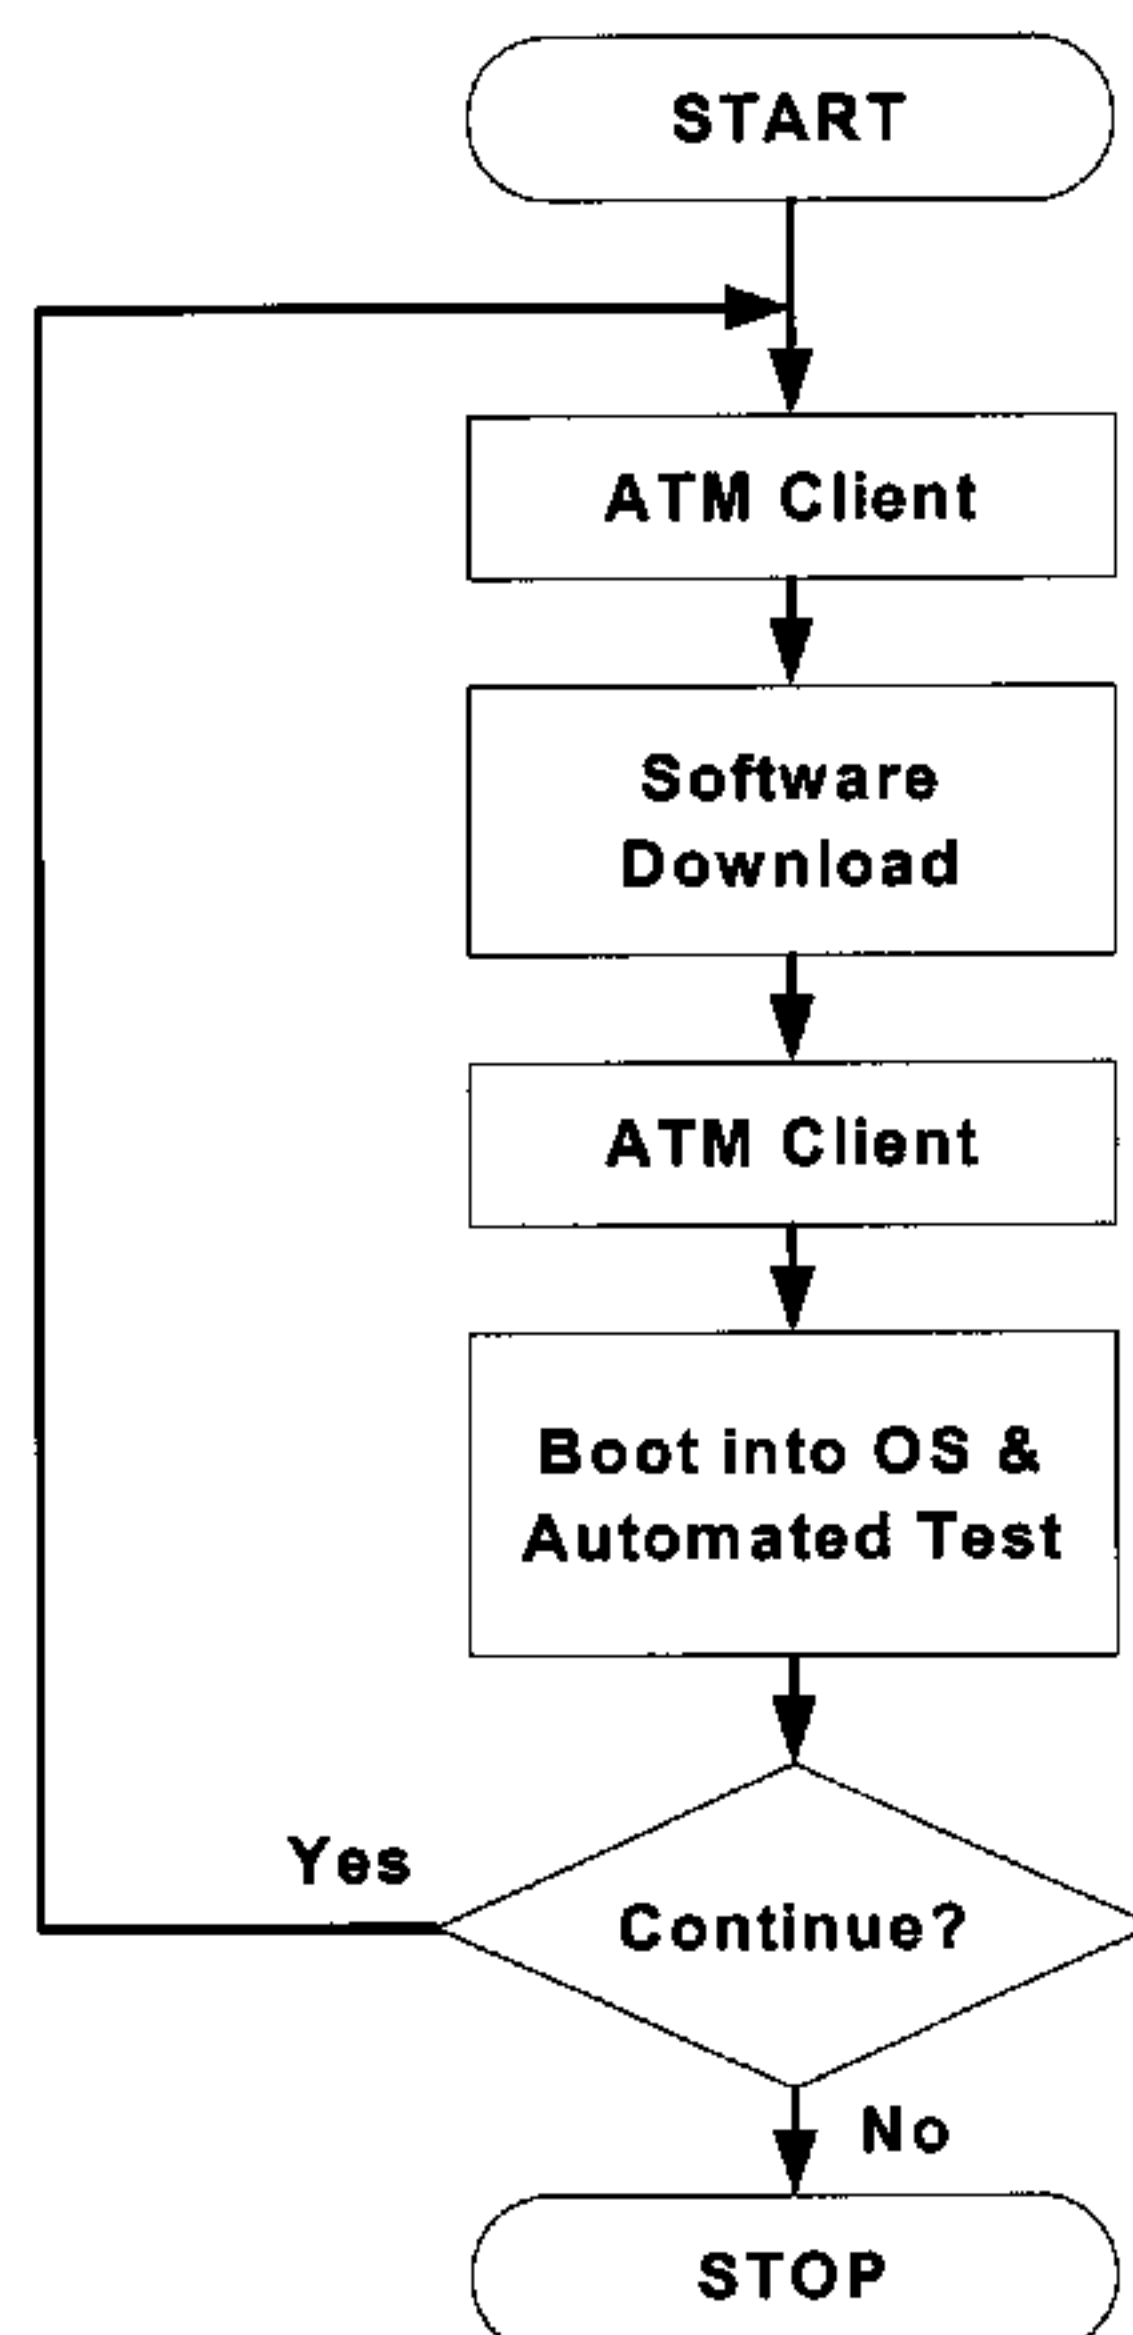 START
ATM Client
Software
Download
ATM Client
Boot into OS &
Automated Test
Yes
Continue?
No
STOP